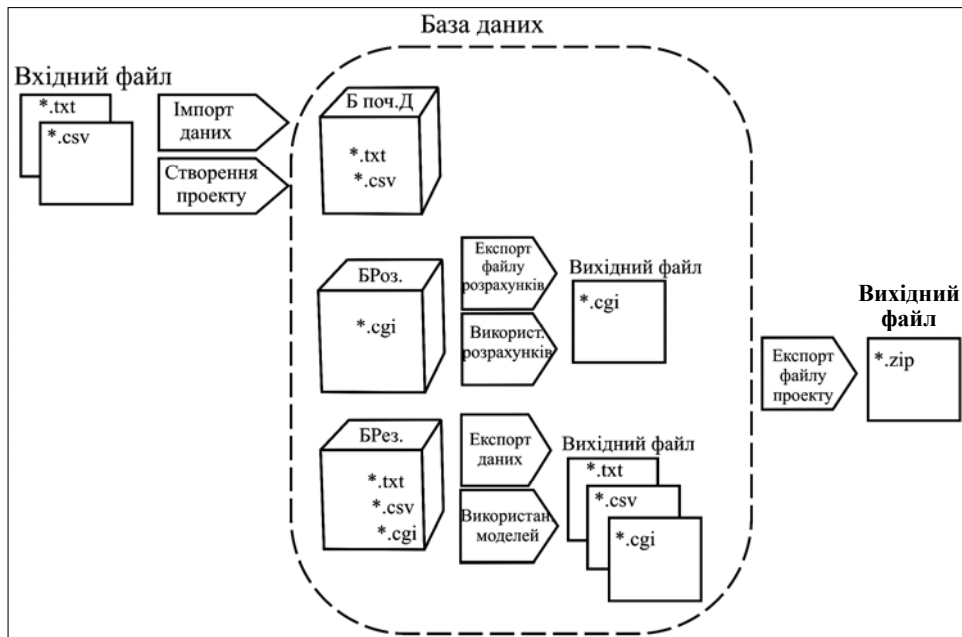 База даних
Вхідний файл
*.txt
*.csv
Імпорт
даних
Створення
проекту
Б поч.Д
*.txt
*.csv
БРоз.
*.cgi
Експорт
файлу
розрахунків
Використ.
розрахунків
Вихідний файл
*.cgi
БРез.
*.txt
*.csv
*.cgi
Експорт
даних
Використан.
моделей
Вихідний файл
*.txt
*.csv
*.cgi
Експорт
файлу
проекту
Вихідний
файл
*.zip